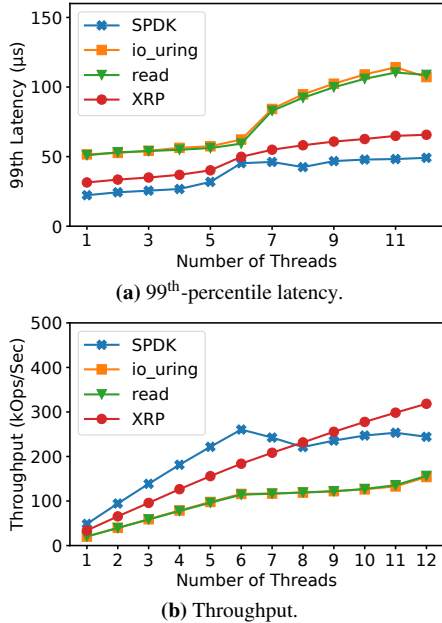 150
100
50
0
99th Latency (μs)
SPDK
io_uring
read
XRP
1 3 5 7 9 11
Number of Threads
(a) 99th-percentile latency.
500
400
300
200
100
0
Throughput (kOps/Sec)
SPDK
io_uring
read
XRP
1 2 3 4 5 6 7 8 9 10 11 12
Number of Threads
(b) Throughput.